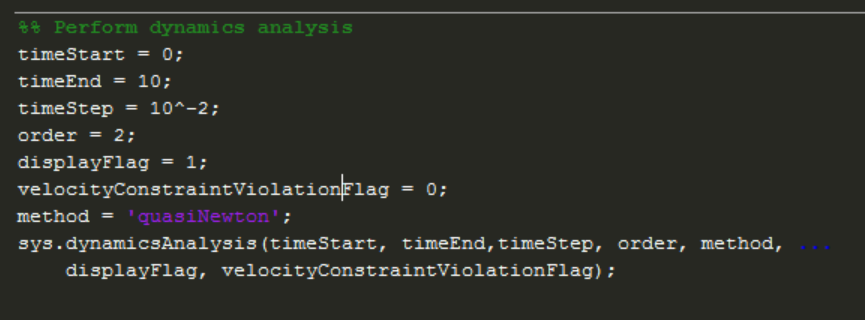 %% Perform dynamics analysis
timeStart = 0;
timeEnd = 10;
timeStep = 10^-2;
order = 2;
displayFlag = 1;
velocityConstraintViolationFlag = 0;
method = 'quasiNewton';
sys.dynamicsAnalysis(timeStart, timeEnd,timeStep, order, method, ...
    displayFlag, velocityConstraintViolationFlag);